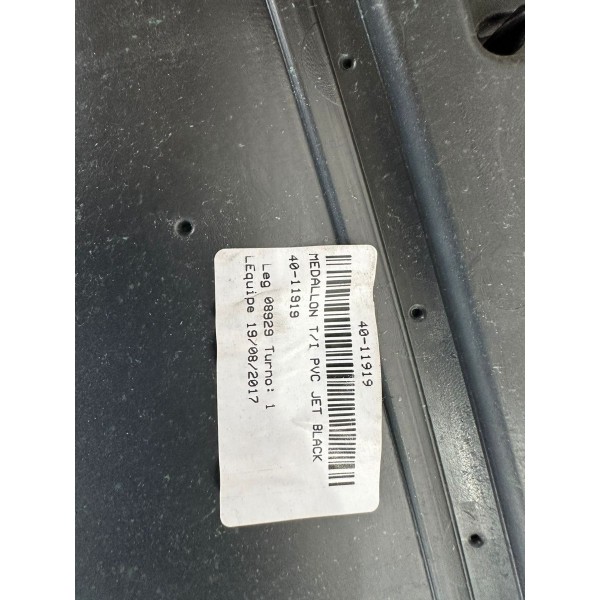 40-11919
MEDALLON T/I PVC JET BLACK
40-11919
Leg 08929 Turno: 1
LEquipe 19/08/2017